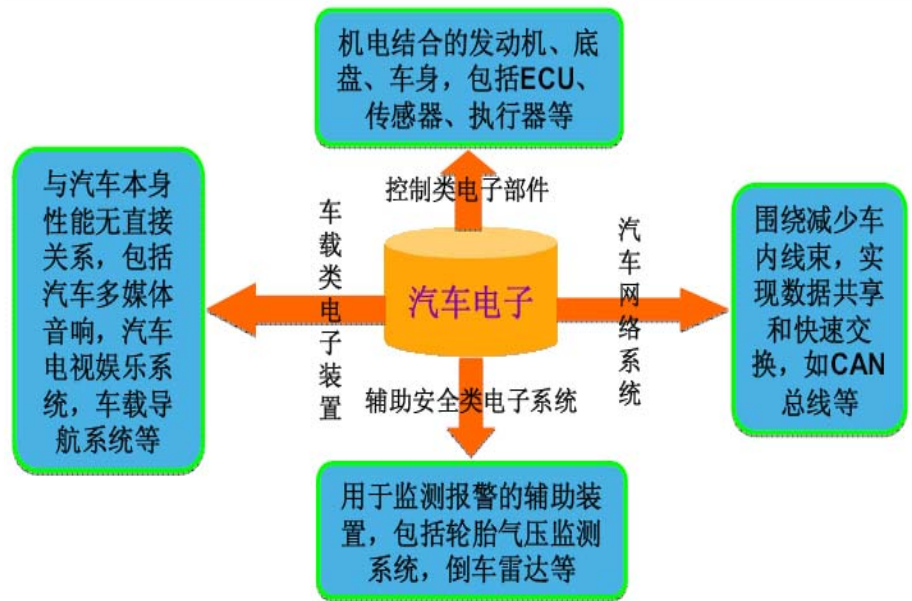 机电结合的发动机、底
盘、车身，包括ECU、
传感器、执行器等
控制类电子部件
与汽车本身
性能无直接
关系，包括
汽车多媒体
音响，汽车
电视娱乐系
统，车载导
航系统等
车载类电子装置
汽车电子
汽车网络系统
围绕减少车
内线束，实
现数据共享
和快速交
换，如CAN
总线等
辅助安全类电子系统
用于监测报警的辅助装
置，包括轮胎气压监测
系统，倒车雷达等